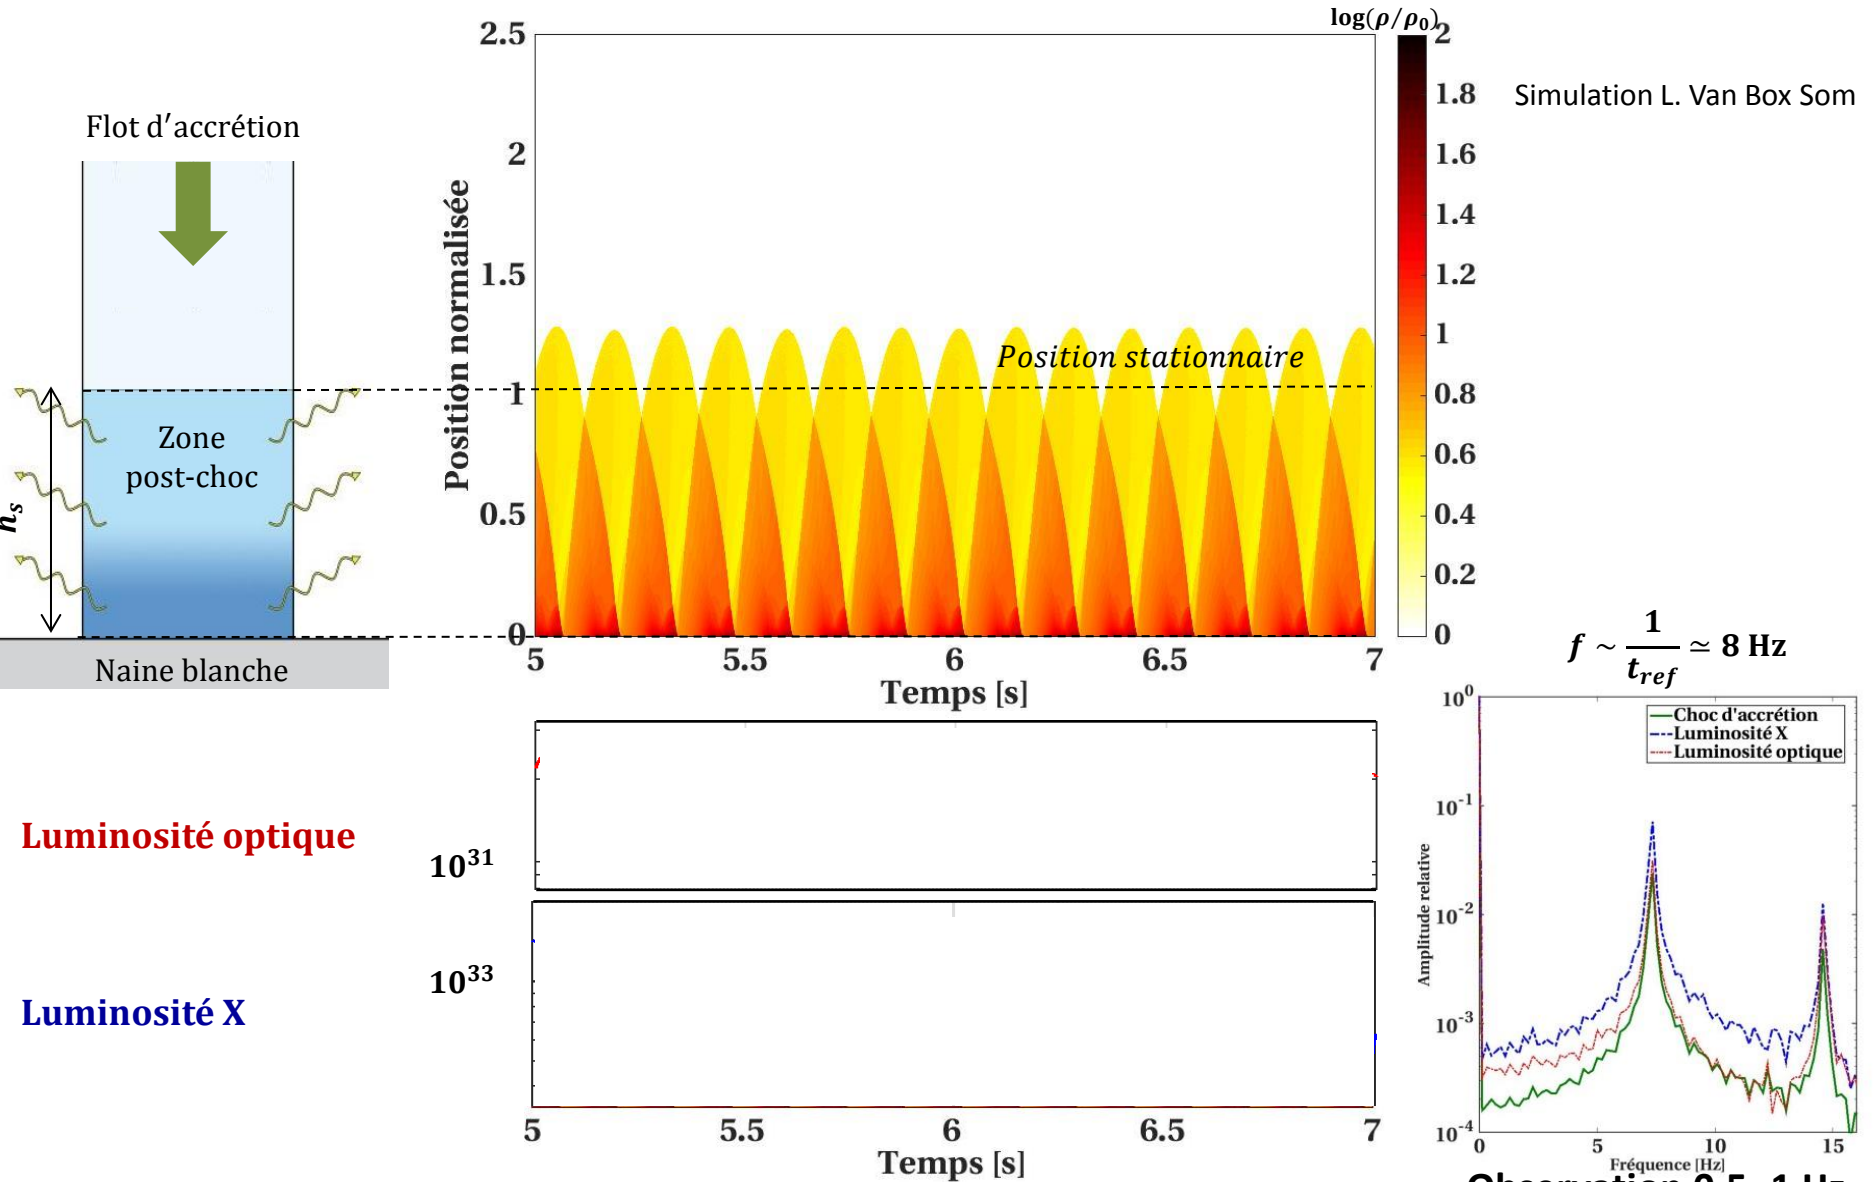 log(ρ/ρ₀)
Simulation L. Van Box Som
Flot d'accrétion
Zone
post-choc
hₛ
Naine blanche
Position normalisée
2.5
2
1.5
1
0.5
0
Position stationnaire
5 5.5 6 6.5 7
Temps [s]
2
1.8
1.6
1.4
1.2
1
0.8
0.6
0.4
0.2
0
f ~ 1/t_ref ≃ 8 Hz
Luminosité optique
10³¹
Luminosité X
10³³
5 5.5 6 6.5 7
Temps [s]
Choc d'accrétion
Luminosité X
Luminosité optique
Amplitude relative
10⁰
10⁻¹
10⁻²
10⁻³
10⁻⁴
0 5 10 15
Fréquence [Hz]